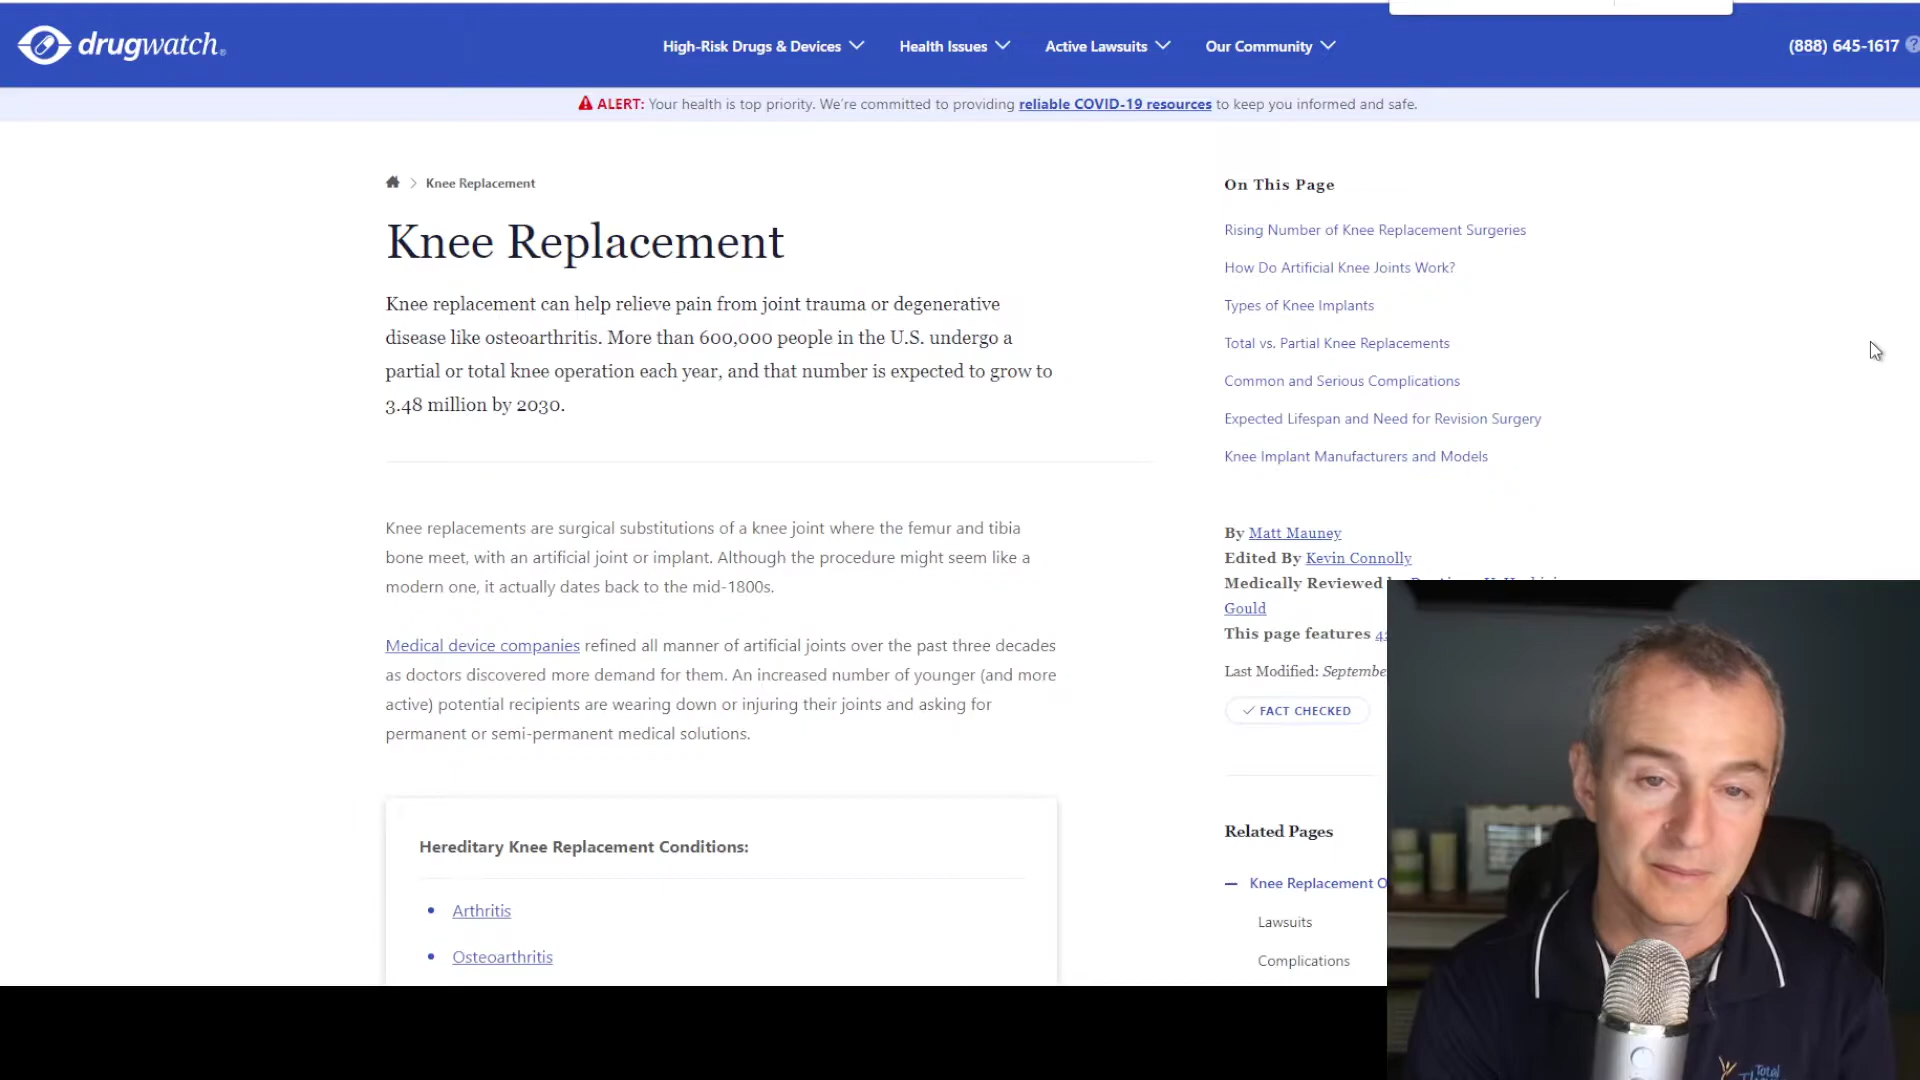 drugwatch
High-Risk Drugs & Devices
Health Issues
Active Lawsuits
Our Community
(888) 645-1617
ALERT: Your health is top priority. We're committed to providing reliable COVID-19 resources to keep you informed and safe.
Knee Replacement
Knee Replacement
Knee replacement can help relieve pain from joint trauma or degenerative
disease like osteoarthritis. More than 600,000 people in the U.S. undergo a
partial or total knee operation each year, and that number is expected to grow to
3.48 million by 2030.
Knee replacements are surgical substitutions of a knee joint where the femur and tibia
bone meet, with an artificial joint or implant. Although the procedure might seem like a
modern one, it actually dates back to the mid-1800s.
Medical device companies refined all manner of artificial joints over the past three decades
as doctors discovered more demand for them. An increased number of younger (and more
active) potential recipients are wearing down or injuring their joints and asking for
permanent or semi-permanent medical solutions.
Hereditary Knee Replacement Conditions:
• Arthritis
• Osteoarthritis
On This Page
Rising Number of Knee Replacement Surgeries
How Do Artificial Knee Joints Work?
Types of Knee Implants
Total vs. Partial Knee Replacements
Common and Serious Complications
Expected Lifespan and Need for Revision Surgery
Knee Implant Manufacturers and Models
By Matt Mauney
Edited By Kevin Connolly
Medically Reviewed
Gould
This page features
Last Modified:
FACT CHECKED
Related Pages
Knee Replacement
Lawsuits
Complications
Total